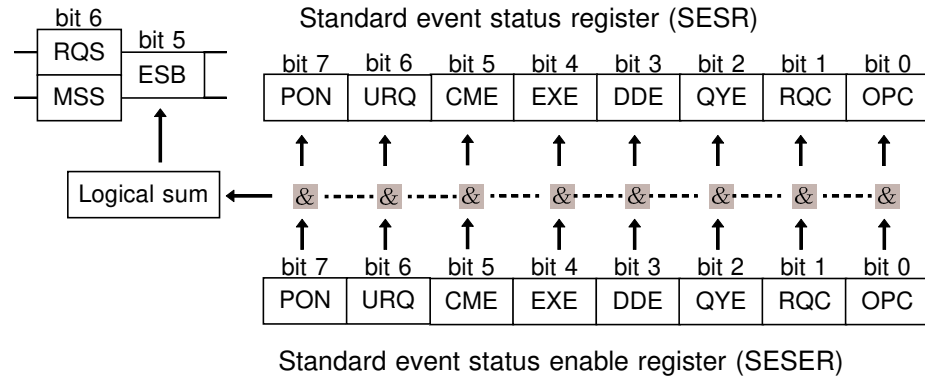 Standard event status register (SESR)
bit 6
bit 5
RQS
MSS
ESB
bit 7 bit 6 bit 5 bit 4 bit 3 bit 2 bit 1 bit 0
PON URQ CME EXE DDE QYE RQC OPC
Logical sum & & & & & & & &
bit 7 bit 6 bit 5 bit 4 bit 3 bit 2 bit 1 bit 0
PON URQ CME EXE DDE QYE RQC OPC
Standard event status enable register (SESER)